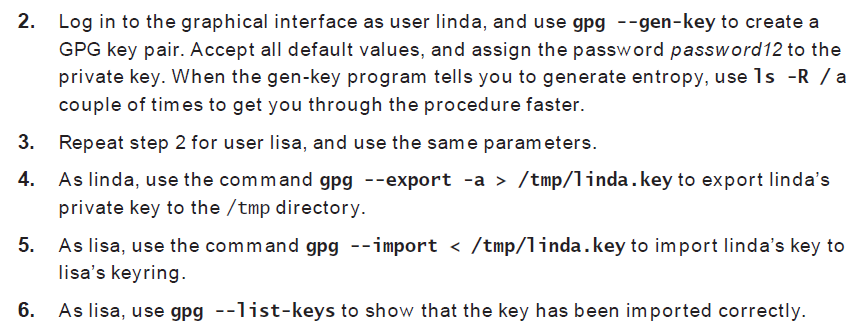 2. Log in to the graphical interface as user linda, and use gpg --gen-key to create a
GPG key pair. Accept all default values, and assign the password password12 to the
private key. When the gen-key program tells you to generate entropy, use ls -R / a
couple of times to get you through the procedure faster.
3. Repeat step 2 for user lisa, and use the same parameters.
4. As linda, use the command gpg --export -a > /tmp/linda.key to export linda’s
private key to the /tmp directory.
5. As lisa, use the command gpg --import < /tmp/linda.key to import linda’s key to
lisa’s keyring.
6. As lisa, use gpg --list-keys to show that the key has been imported correctly.